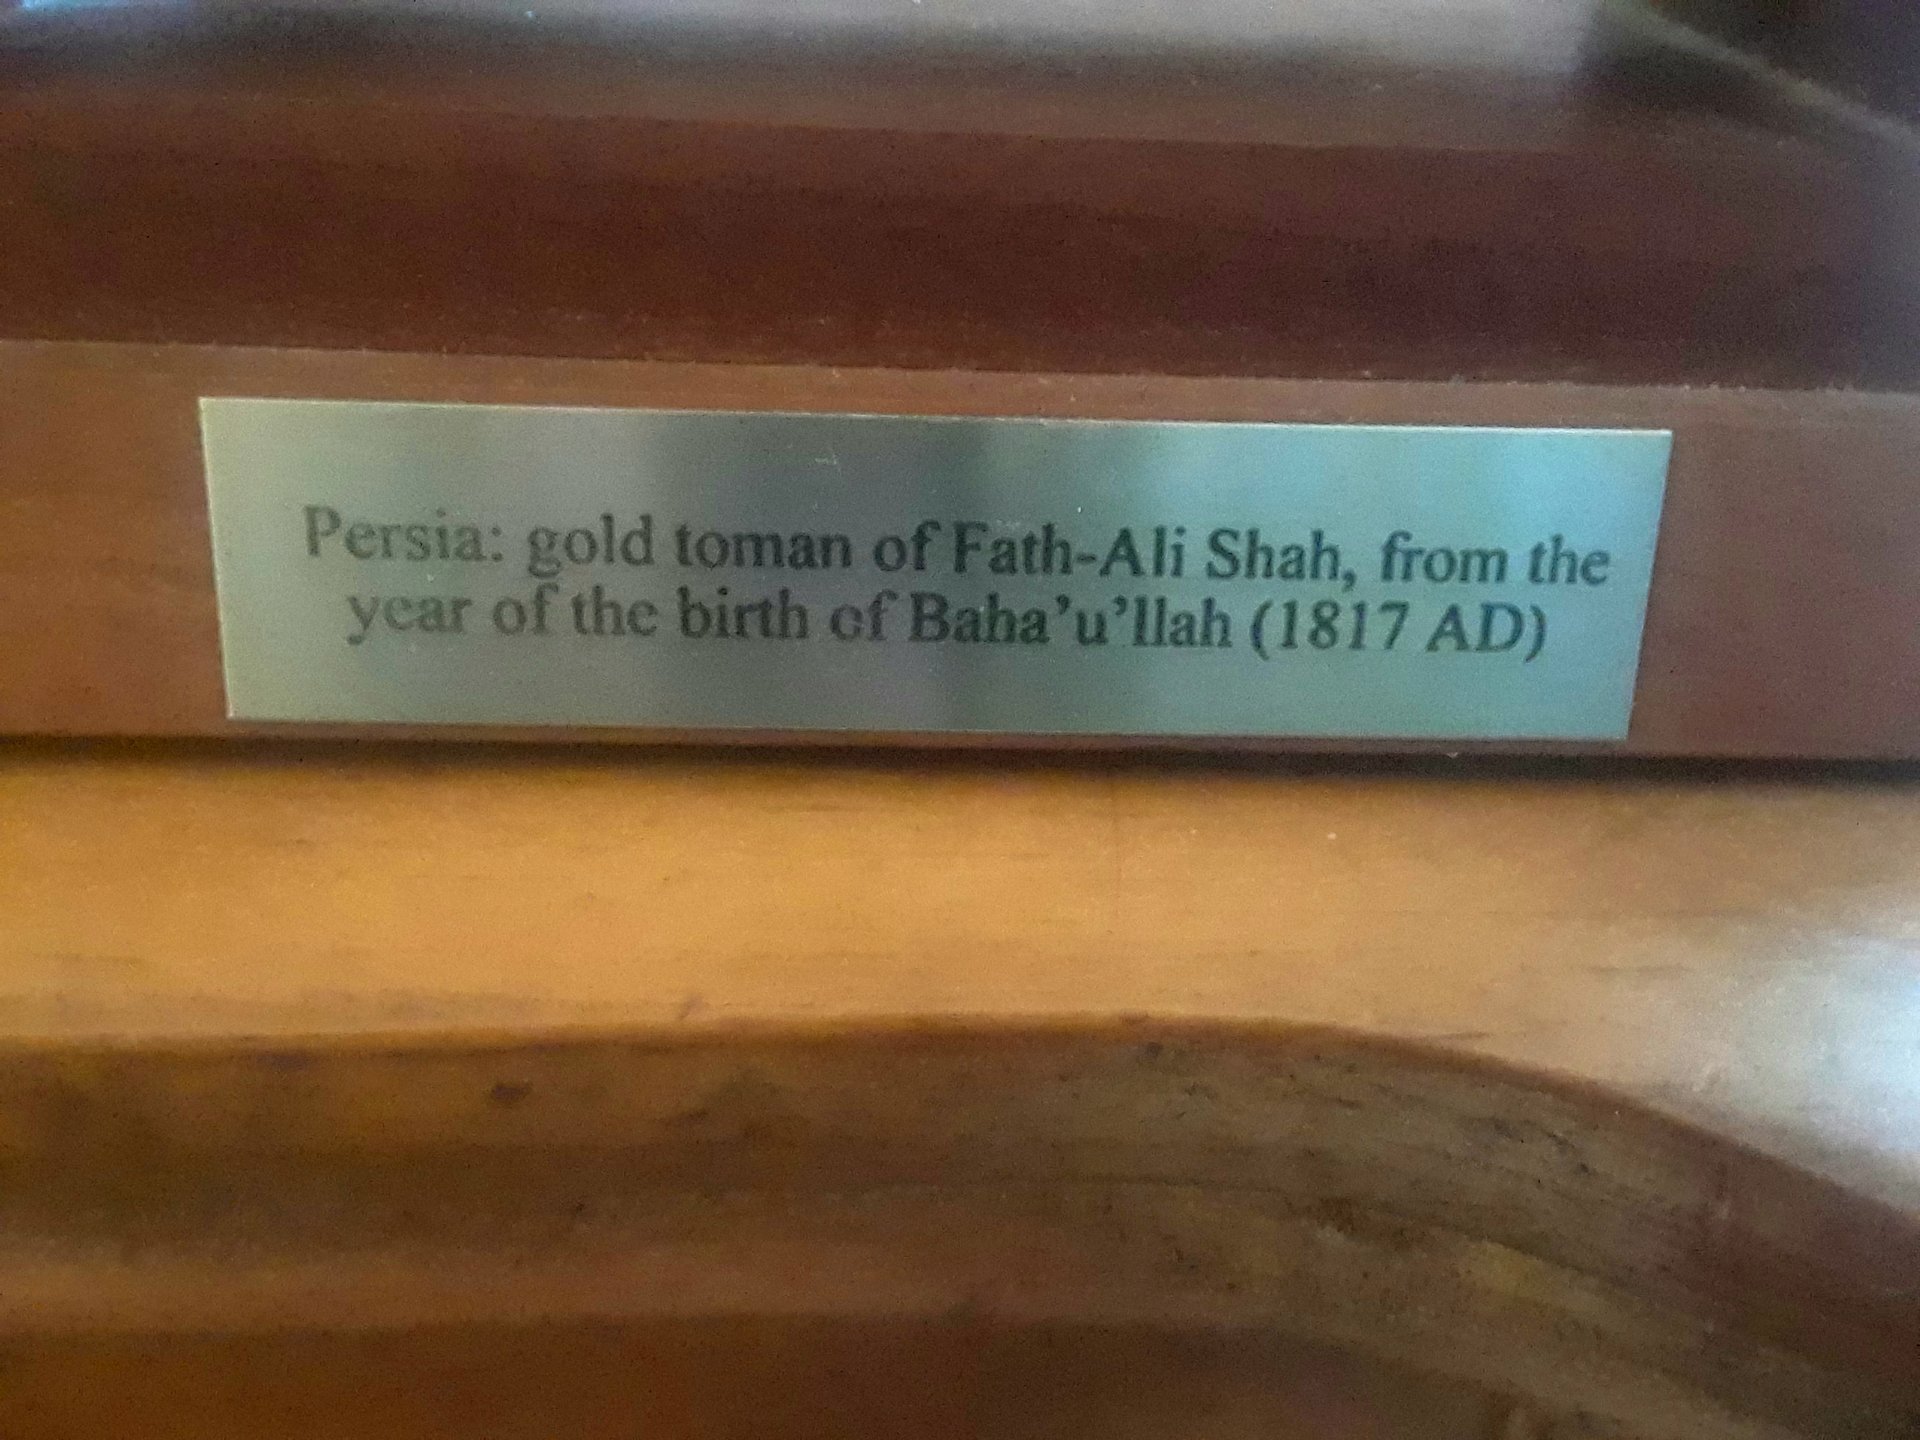 Persia: gold toman of Fath-Ali Shah, from the
year of the birth of Baha'u'llah (1817 AD)